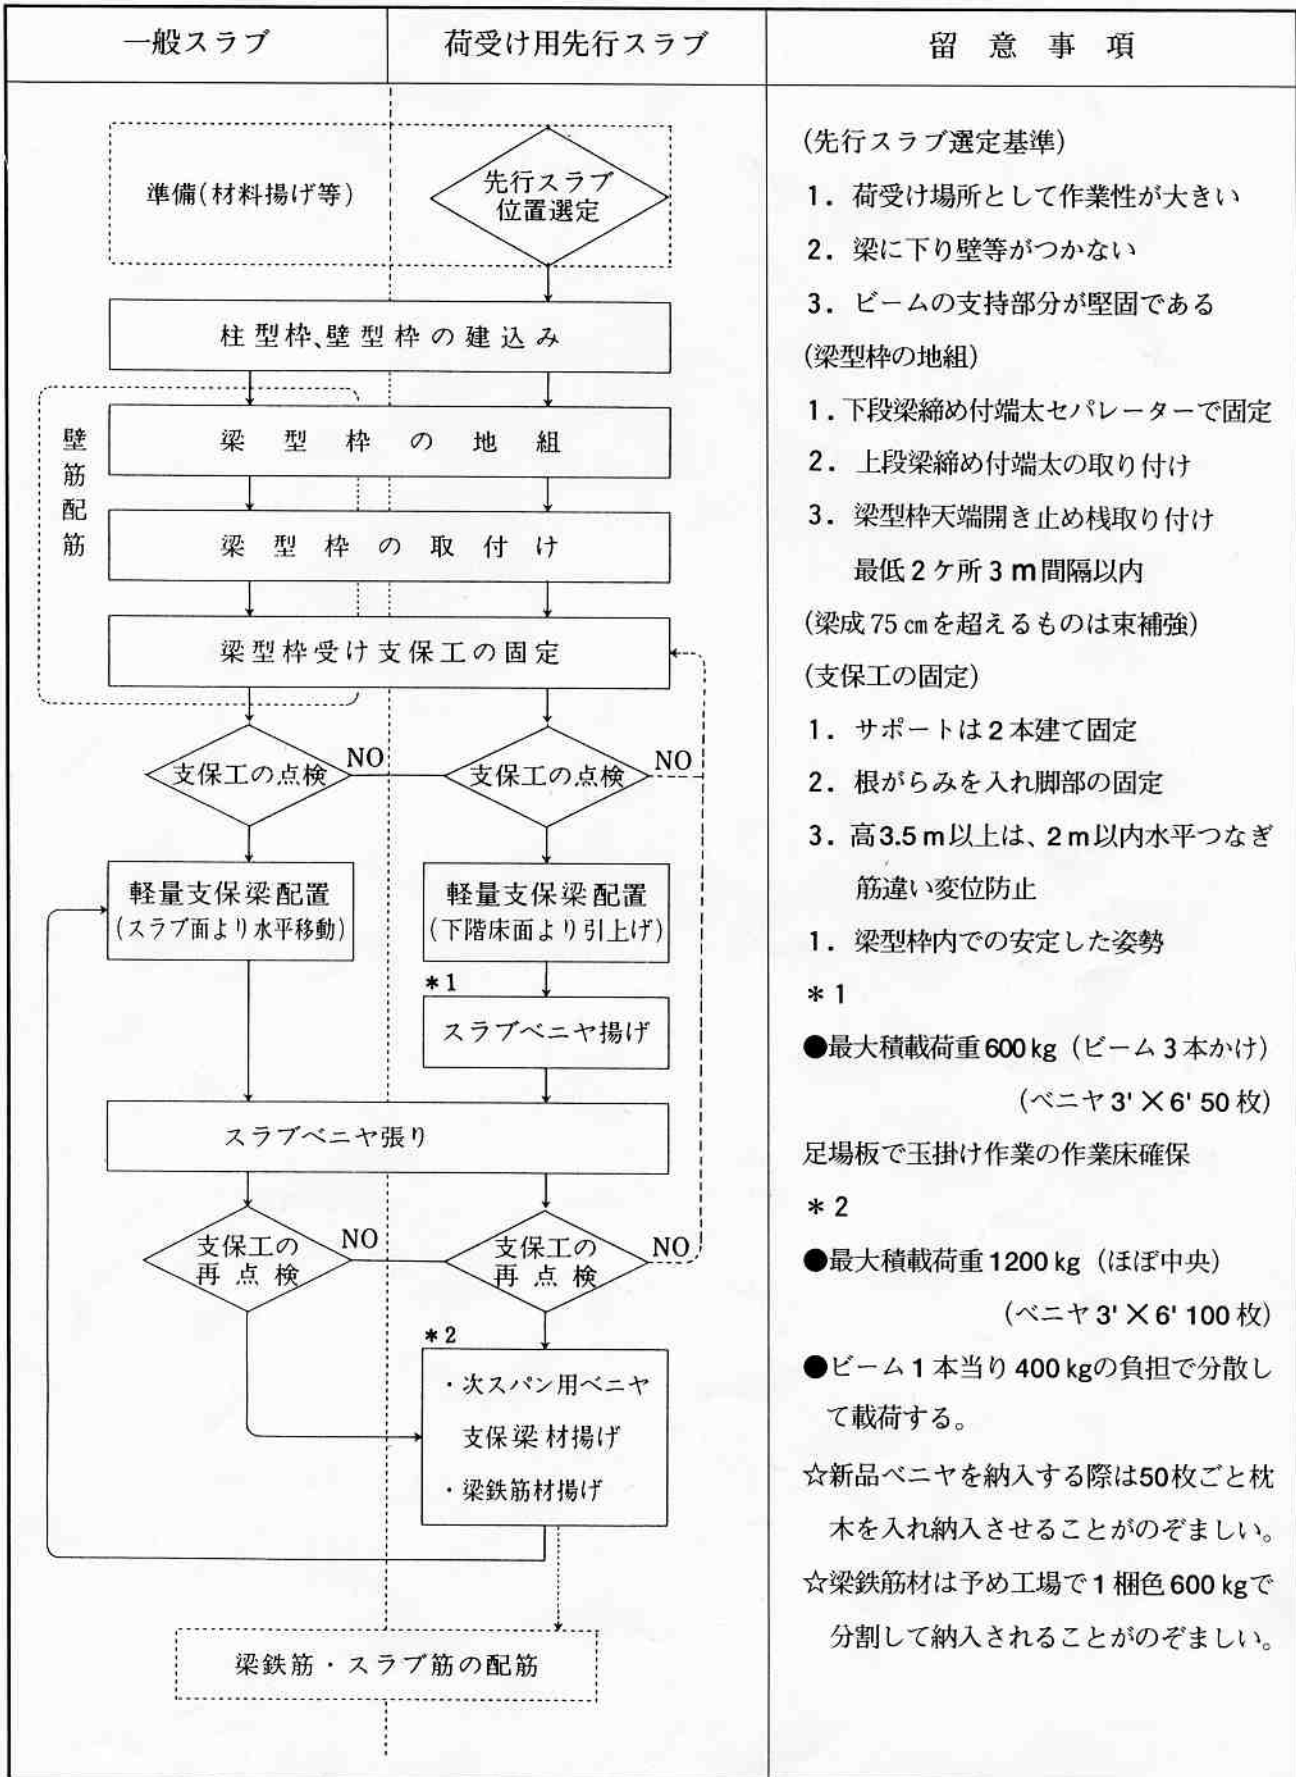 一般スラブ
荷受け用先行スラブ
留意事項
準備(材料揚げ等)
先行スラブ
位置選定
柱型枠、壁型枠の建込み
壁筋配筋
梁型枠の地組
梁型枠の取付け
梁型枠受け支保工の固定
支保工の点検
NO
支保工の点検
NO
軽量支保梁配置
(スラブ面より水平移動)
軽量支保梁配置
(下階床面より引上げ)
*1
スラブベニヤ揚げ
スラブベニヤ張り
支保工の
再点検
NO
支保工の
再点検
NO
*2
・次スパン用ベニヤ
支保梁材揚げ
・梁鉄筋材揚げ
梁鉄筋・スラブ筋の配筋
(先行スラブ選定基準)
1. 荷受け場所として作業性が大きい
2. 梁に下り壁等がつかない
3. ビームの支持部分が堅固である
(梁型枠の地組)
1. 下段梁締め付端太セパレーターで固定
2. 上段梁締め付端太の取り付け
3. 梁型枠天端開き止め桟取り付け
最低2ケ所3m間隔以内
(梁成75㎝を超えるものは束補強)
(支保工の固定)
1. サポートは2本建て固定
2. 根がらみを入れ脚部の固定
3. 高3.5m以上は、2m以内水平つなぎ
筋違い変位防止
1. 梁型枠内での安定した姿勢
*1
●最大積載荷重600kg(ビーム3本かけ)
(ベニヤ3'×6' 50枚)
足場板で玉掛け作業の作業床確保
*2
●最大積載荷重1200kg(ほぼ中央)
(ベニヤ3'×6' 100枚)
●ビーム1本当り400kgの負担で分散し
て載荷する。
☆新品ベニヤを納入する際は50枚ごと枕
木を入れ納入させることがのぞましい。
☆梁鉄筋材は予め工場で1梱色600kgで
分割して納入されることがのぞましい。